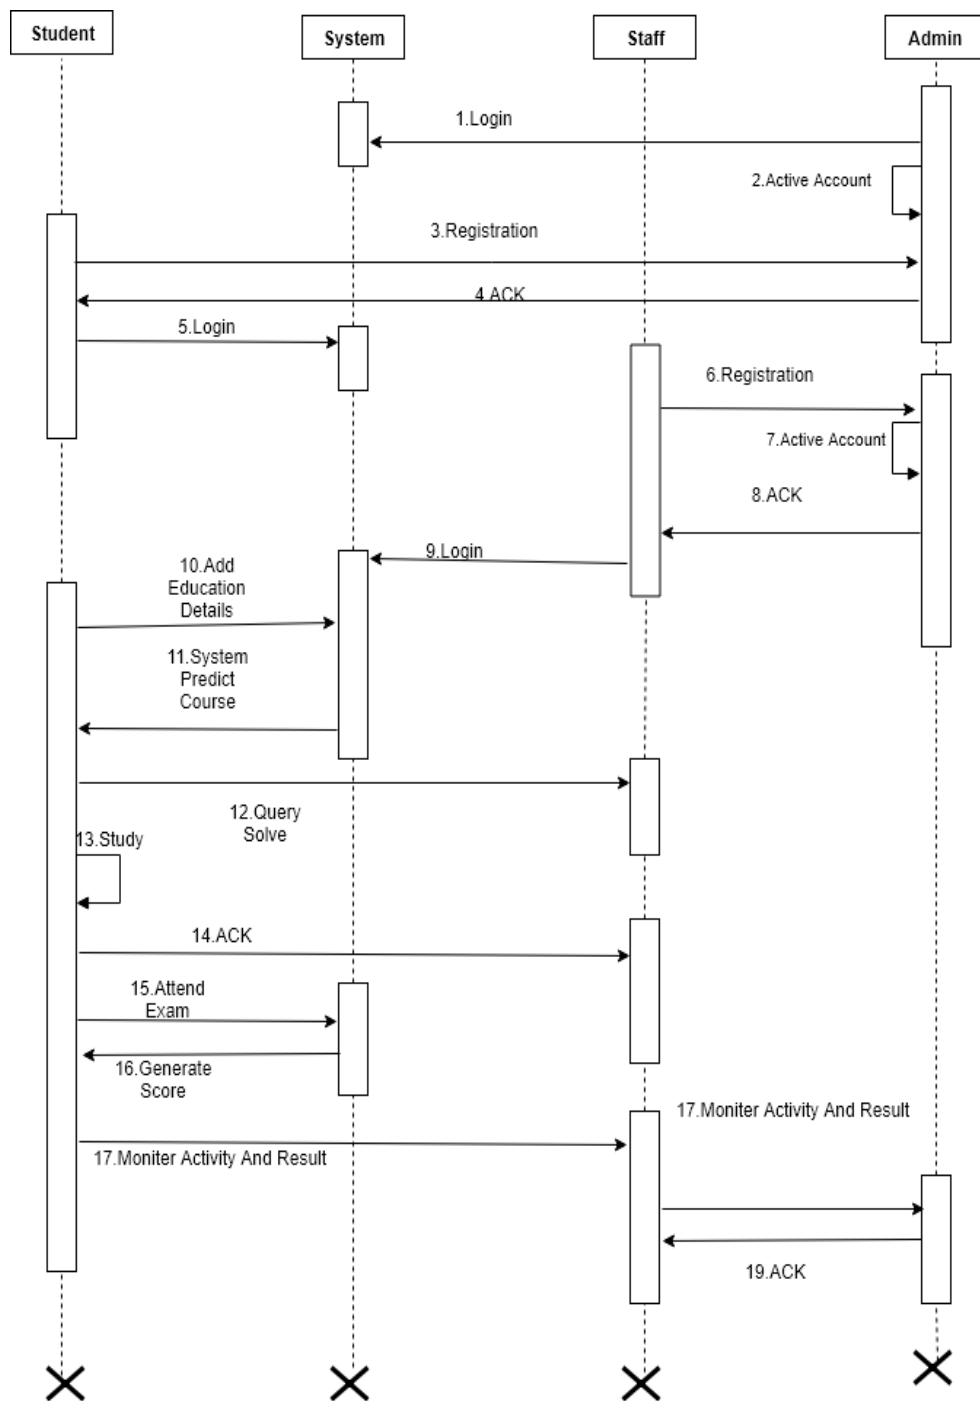 Student
System
Staff
Admin
1.Login
2.Active Account
3.Registration
4.ACK
5.Login
6.Registration
7.Active Account
8.ACK
9.Login
10.Add
Education
Details
11.System
Predict
Course
12.Query
Solve
13.Study
14.ACK
15.Attend
Exam
16.Generate
Score
17.Moniter Activity And Result
17.Moniter Activity And Result
19.ACK